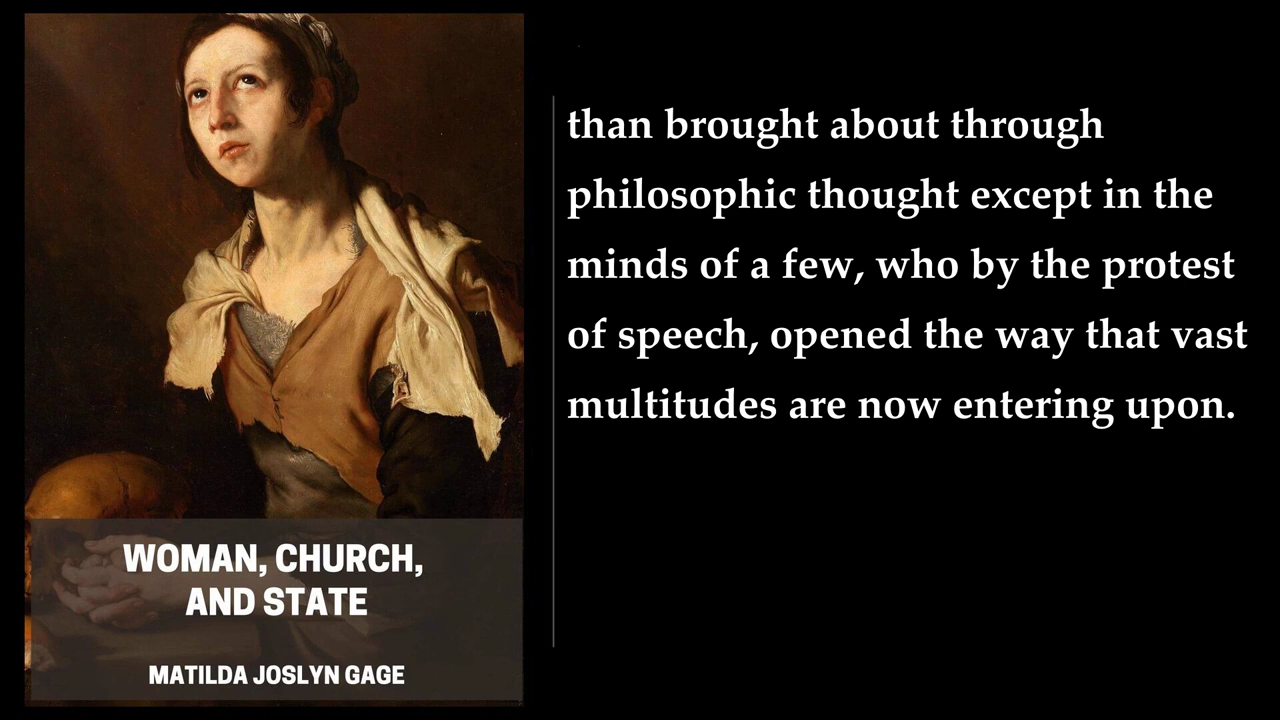 WOMAN, CHURCH,
AND STATE
MATILDA JOSLYN GAGE
than brought about through
philosophic thought except in the
minds of a few, who by the protest
of speech, opened the way that vast
multitudes are now entering upon.